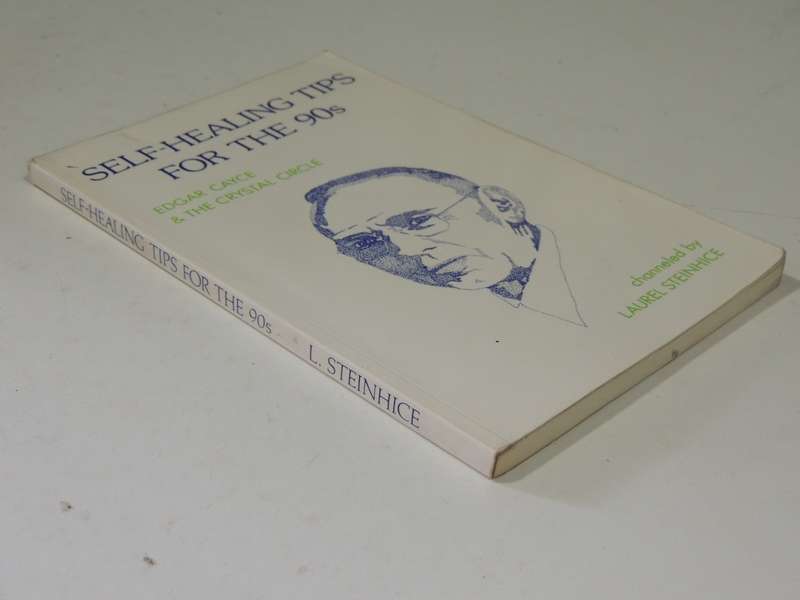 SELF-HEALING TIPS
FOR THE 90s
EDGAR CAYCE
& THE CRYSTAL CIRCLE
channeled by
LAUREL STEINHICE
SELF-HEALING TIPS FOR THE 90s L. STEINHICE